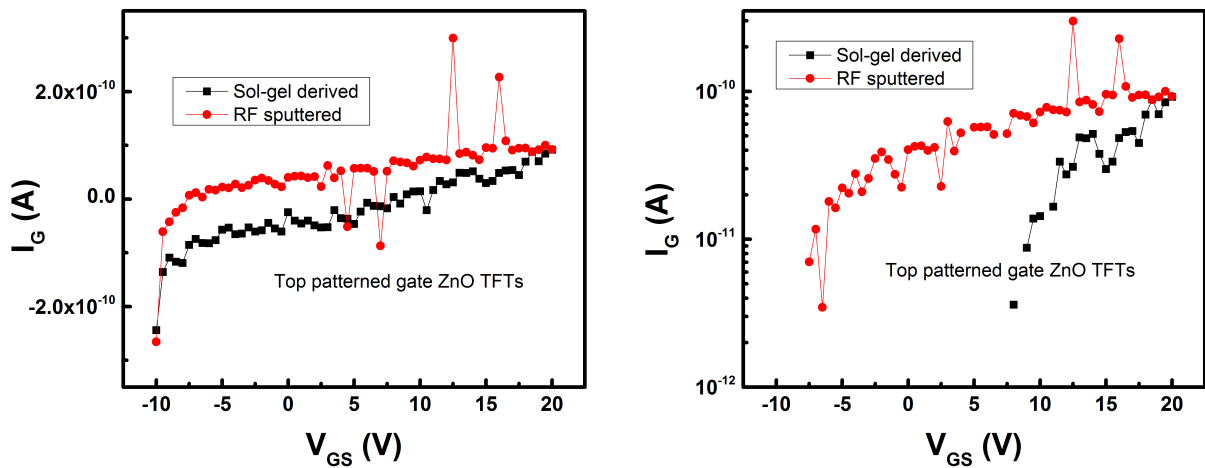 2.0x10⁻¹⁰
0.0
-2.0x10⁻¹⁰
I_G (A)
Sol-gel derived
RF sputtered
Top patterned gate ZnO TFTs
-10 -5 0 5 10 15 20
V_GS (V)
10⁻¹⁰
10⁻¹¹
10⁻¹²
I_G (A)
Sol-gel derived
RF sputtered
Top patterned gate ZnO TFTs
-10 -5 0 5 10 15 20
V_GS (V)